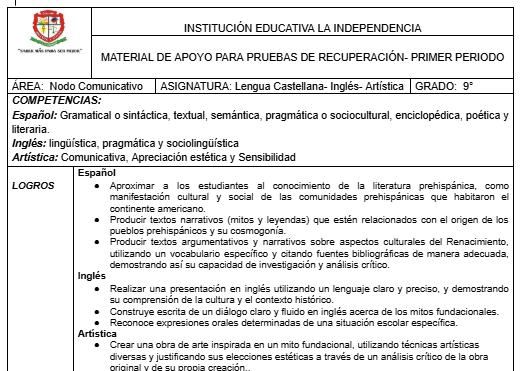 "SABER MÁS PARA SER MEJOR"
INSTITUCIÓN EDUCATIVA LA INDEPENDENCIA
MATERIAL DE APOYO PARA PRUEBAS DE RECUPERACIÓN- PRIMER PERIODO
ÁREA: Nodo Comunicativo ASIGNATURA: Lengua Castellana- Inglés- Artística GRADO: 9°
COMPETENCIAS:
Español: Gramatical o sintáctica, textual, semántica, pragmática o sociocultural, enciclopédica, poética y
literaria.
Inglés: lingüística, pragmática y sociolingüística
Artística: Comunicativa, Apreciación estética y Sensibilidad
LOGROS
Español
● Aproximar a los estudiantes al conocimiento de la literatura prehispánica, como
manifestación cultural y social de las comunidades prehispánicas que habitaron el
continente americano.
● Producir textos narrativos (mitos y leyendas) que estén relacionados con el origen de los
pueblos prehispánicos y su cosmogonía.
● Producir textos argumentativos y narrativos sobre aspectos culturales del Renacimiento,
utilizando un vocabulario específico y citando fuentes bibliográficas de manera adecuada,
demostrando así su capacidad de investigación y análisis crítico.
Inglés
● Realizar una presentación en inglés utilizando un lenguaje claro y preciso, y demostrando
su comprensión de la cultura y el contexto histórico.
● Construye escrita de un diálogo claro y fluido en inglés acerca de los mitos fundacionales.
● Reconoce expresiones orales determinadas de una situación escolar específica.
Artística
● Crear una obra de arte inspirada en un mito fundacional, utilizando técnicas artísticas
diversas y justificando sus elecciones estéticas a través de un análisis crítico de la obra
original y de su propia creación..